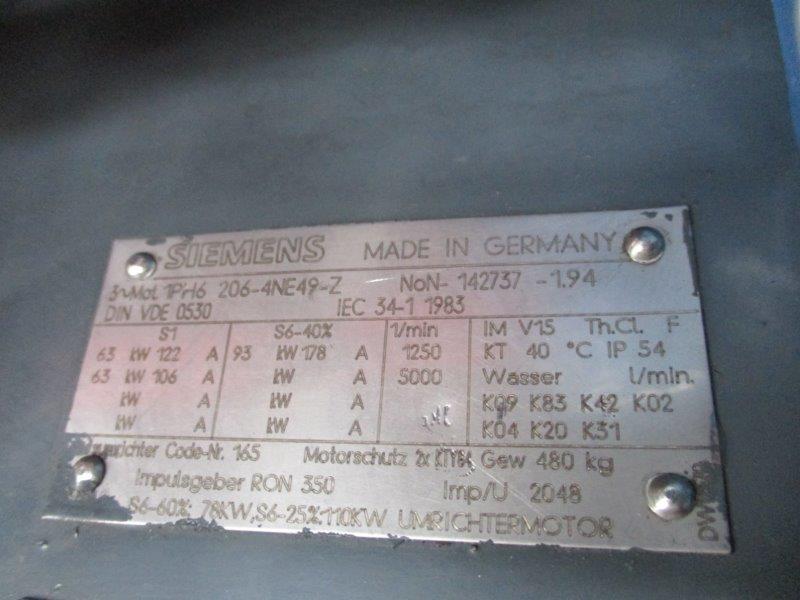 SIEMENS MADE IN GERMANY
3~Mot. 1PH6 206-4NE49-Z NoN- 142737 -1.94
DIN VDE 0530 IEC 34-1 1983
S1 S6-40% 1/min IM V15 Th.Cl. F
63 kW 122 A 93 kW 178 A 1250 KT 40 °C IP 54
63 kW 106 A kW A 5000 Wasser l/min.
kW A kW A K09 K83 K42 K02
kW A kW A K04 K20 K31
Code-Nr. 165 Motorschutz 2x KTY84 Gew 480 kg
Impulsgeber RON 350 Imp/U 2048
S6-60%: 78KW, S6-25%:110KW UMRICHTERMOTOR